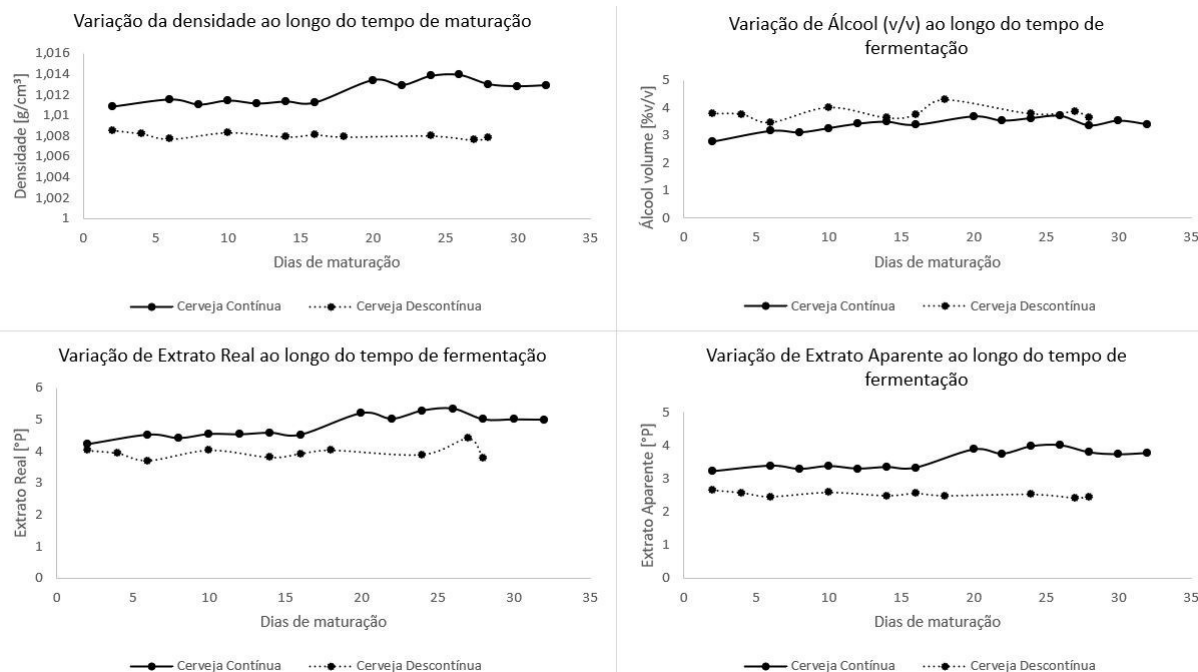 Variação da densidade ao longo do tempo de maturação
Densidade [g/cm³]
1,016
1,014
1,012
1,01
1,008
1,006
1,004
1,002
1
0 5 10 15 20 25 30 35
Dias de maturação
Cerveja Contínua Cerveja Descontínua
Variação de Álcool (v/v) ao longo do tempo de
fermentação
Álcool volume [%v/v]
5
4
3
2
1
0
0 5 10 15 20 25 30 35
Dias de maturação
Cerveja Contínua Cerveja Descontínua
Variação de Extrato Real ao longo do tempo de fermentação
Extrato Real [°P]
6
5
4
3
2
1
0
0 5 10 15 20 25 30 35
Dias de maturação
Cerveja Contínua Cerveja Descontínua
Variação de Extrato Aparente ao longo do tempo de
fermentação
Extrato Aparente [°P]
5
4
3
2
1
0
0 5 10 15 20 25 30 35
Dias de maturação
Cerveja Contínua Cerveja Descontínua